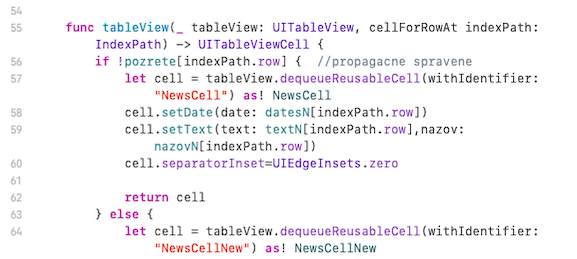 54
55 func tableView(_ tableView: UITableView, cellForRowAt indexPath:
IndexPath) -> UITableViewCell {
56 if !pozrete[indexPath.row] { //propagacne spravene
57 let cell = tableView.dequeueReusableCell(withIdentifier:
"NewsCell") as! NewsCell
58 cell.setDate(date: datesN[indexPath.row])
59 cell.setText(text: textN[indexPath.row],nazov:
nazovN[indexPath.row])
60 cell.separatorInset=UIEdgeInsets.zero
61
62 return cell
63 } else {
64 let cell = tableView.dequeueReusableCell(withIdentifier:
"NewsCellNew") as! NewsCellNew